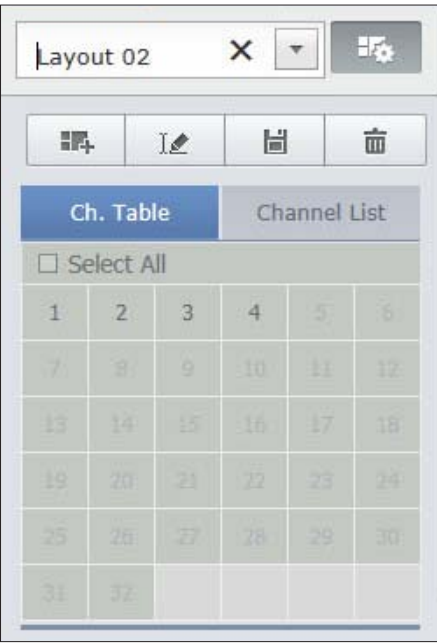 Layout 02
Ch. Table Channel List
Select All
1 2 3 4 5 6
7 8 9 10 11 12
13 14 15 16 17 18
19 20 21 22 23 24
25 26 27 28 29 30
31 32